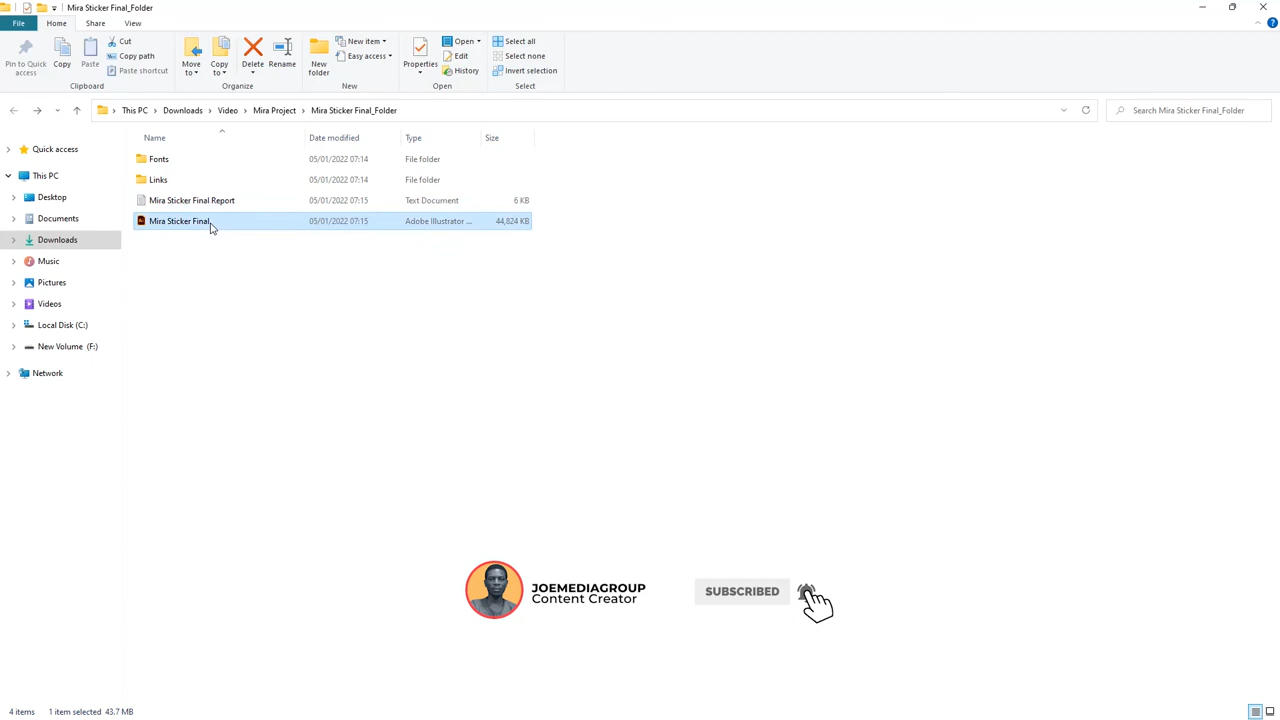 Mira Sticker Final_Folder
File
Home
Share
View
Pin to Quick access
Copy
Paste
Cut
Copy path
Paste shortcut
Clipboard
Move to
Copy to
Delete
Rename
Organize
New folder
New item
Easy access
New
Properties
Open
Edit
History
Open
Select all
Select none
Invert selection
Select
This PC
Downloads
Video
Mira Project
Mira Sticker Final_Folder
Search Mira Sticker Final_Folder
Name
Date modified
Type
Size
Fonts
05/01/2022 07:14
File folder
Links
05/01/2022 07:14
File folder
Mira Sticker Final Report
05/01/2022 07:15
Text Document
6 KB
Mira Sticker Final
05/01/2022 07:15
Adobe Illustrator ...
44,824 KB
Quick access
This PC
Desktop
Documents
Downloads
Music
Pictures
Videos
Local Disk (C:)
New Volume (F:)
Network
JOEMEDIAGROUP
Content Creator
SUBSCRIBED
4 items
1 item selected 43.7 MB